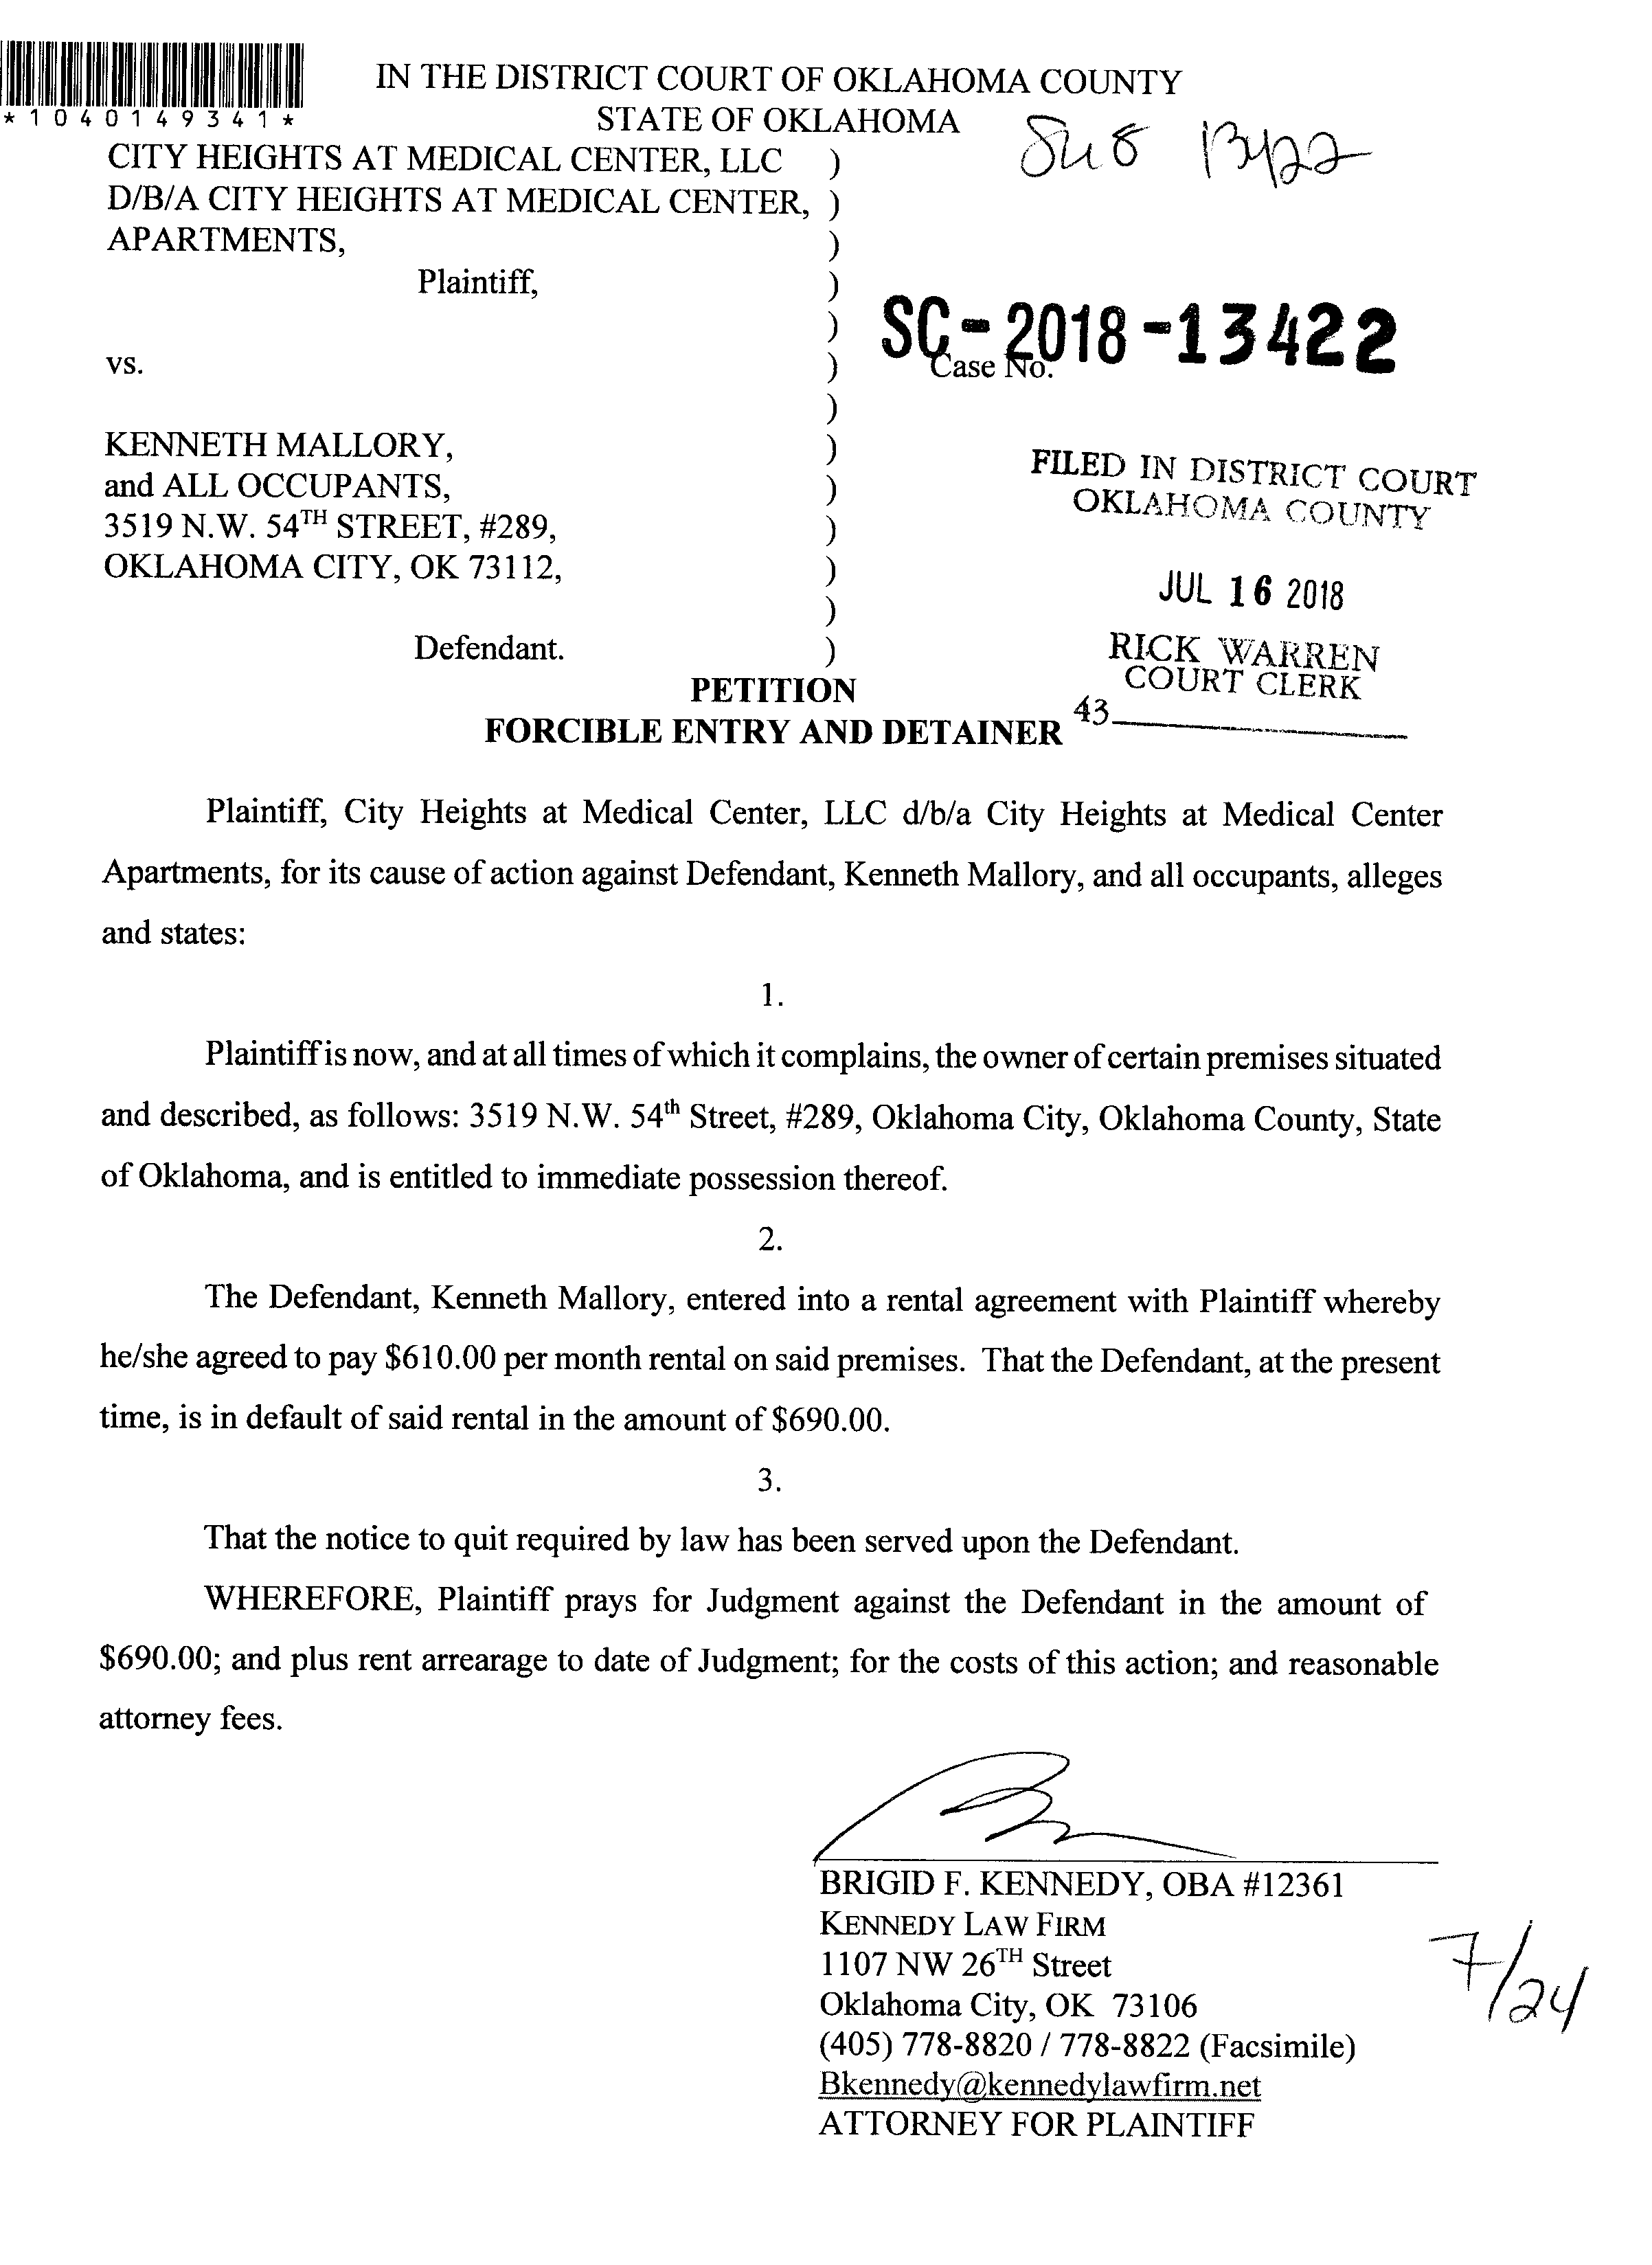 IN THE DISTRICT COURT OF OKLAHOMA COUNTY
STATE OF OKLAHOMA
*1040149341*
CITY HEIGHTS AT MEDICAL CENTER, LLC )
D/B/A CITY HEIGHTS AT MEDICAL CENTER, )
APARTMENTS, )
Plaintiff, )
)
SC-2018-13422
vs. ) Case No.
)
KENNETH MALLORY, )
and ALL OCCUPANTS, )
3519 N.W. 54TH STREET, #289, )
OKLAHOMA CITY, OK 73112, )
)
Defendant. )
FILED IN DISTRICT COURT
OKLAHOMA COUNTY
JUL 16 2018
RICK WARREN
COURT CLERK
43
PETITION
FORCIBLE ENTRY AND DETAINER
Plaintiff, City Heights at Medical Center, LLC d/b/a City Heights at Medical Center
Apartments, for its cause of action against Defendant, Kenneth Mallory, and all occupants, alleges
and states:
1.
Plaintiff is now, and at all times of which it complains, the owner of certain premises situated
and described, as follows: 3519 N.W. 54th Street, #289, Oklahoma City, Oklahoma County, State
of Oklahoma, and is entitled to immediate possession thereof.
2.
The Defendant, Kenneth Mallory, entered into a rental agreement with Plaintiff whereby
he/she agreed to pay $610.00 per month rental on said premises. That the Defendant, at the present
time, is in default of said rental in the amount of $690.00.
3.
That the notice to quit required by law has been served upon the Defendant.
WHEREFORE, Plaintiff prays for Judgment against the Defendant in the amount of
$690.00; and plus rent arrearage to date of Judgment; for the costs of this action; and reasonable
attorney fees.
BRIGID F. KENNEDY, OBA #12361
KENNEDY LAW FIRM
1107 NW 26TH Street
Oklahoma City, OK 73106
(405) 778-8820 / 778-8822 (Facsimile)
Bkennedy@kennedylawfirm.net
ATTORNEY FOR PLAINTIFF
7/24